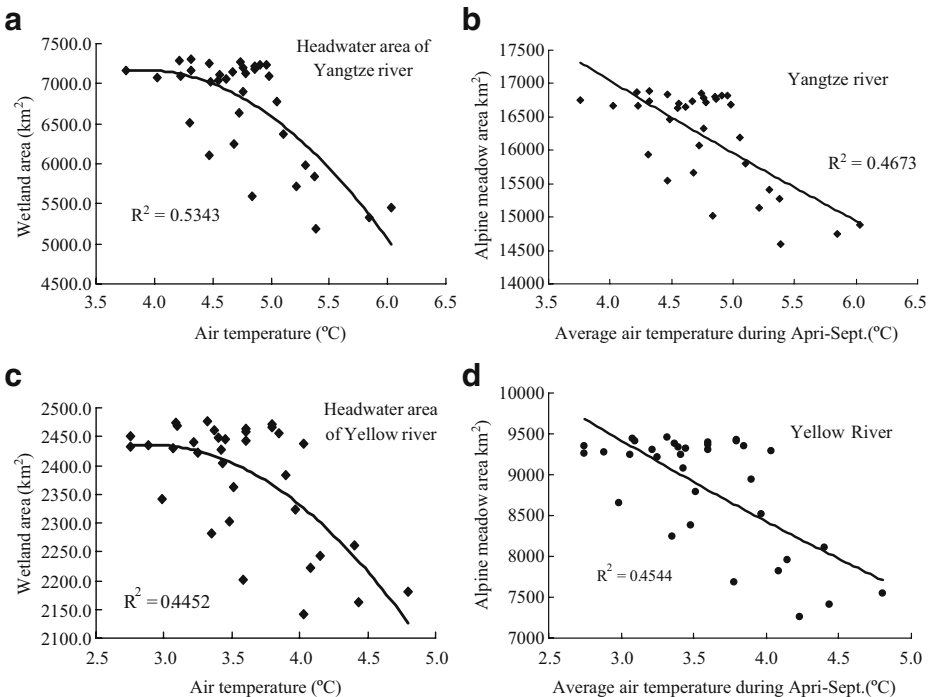 a
Headwater area of
Yangtze river
Wetland area (km²)
7500.0
7000.0
6500.0
6000.0
5500.0
5000.0
4500.0
R² = 0.5343
3.5 4.0 4.5 5.0 5.5 6.0 6.5
Air temperature (ºC)
b
Yangtze river
Alpine meadow area km²)
17500
17000
16500
16000
15500
15000
14500
14000
R² = 0.4673
3.5 4.0 4.5 5.0 5.5 6.0 6.5
Average air temperature during Apri-Sept.(ºC)
c
Headwater area
of Yellow river
Wetland area (km²)
2500.0
2450.0
2400.0
2350.0
2300.0
2250.0
2200.0
2150.0
2100.0
R² = 0.4452
2.5 3.0 3.5 4.0 4.5 5.0
Air temperature (ºC)
d
Yellow River
Alpine meadow area km²)
10000
9500
9000
8500
8000
7500
7000
R² = 0.4544
2.5 3.0 3.5 4.0 4.5 5.0
Average air temperature during Apri-Sept.(ºC)